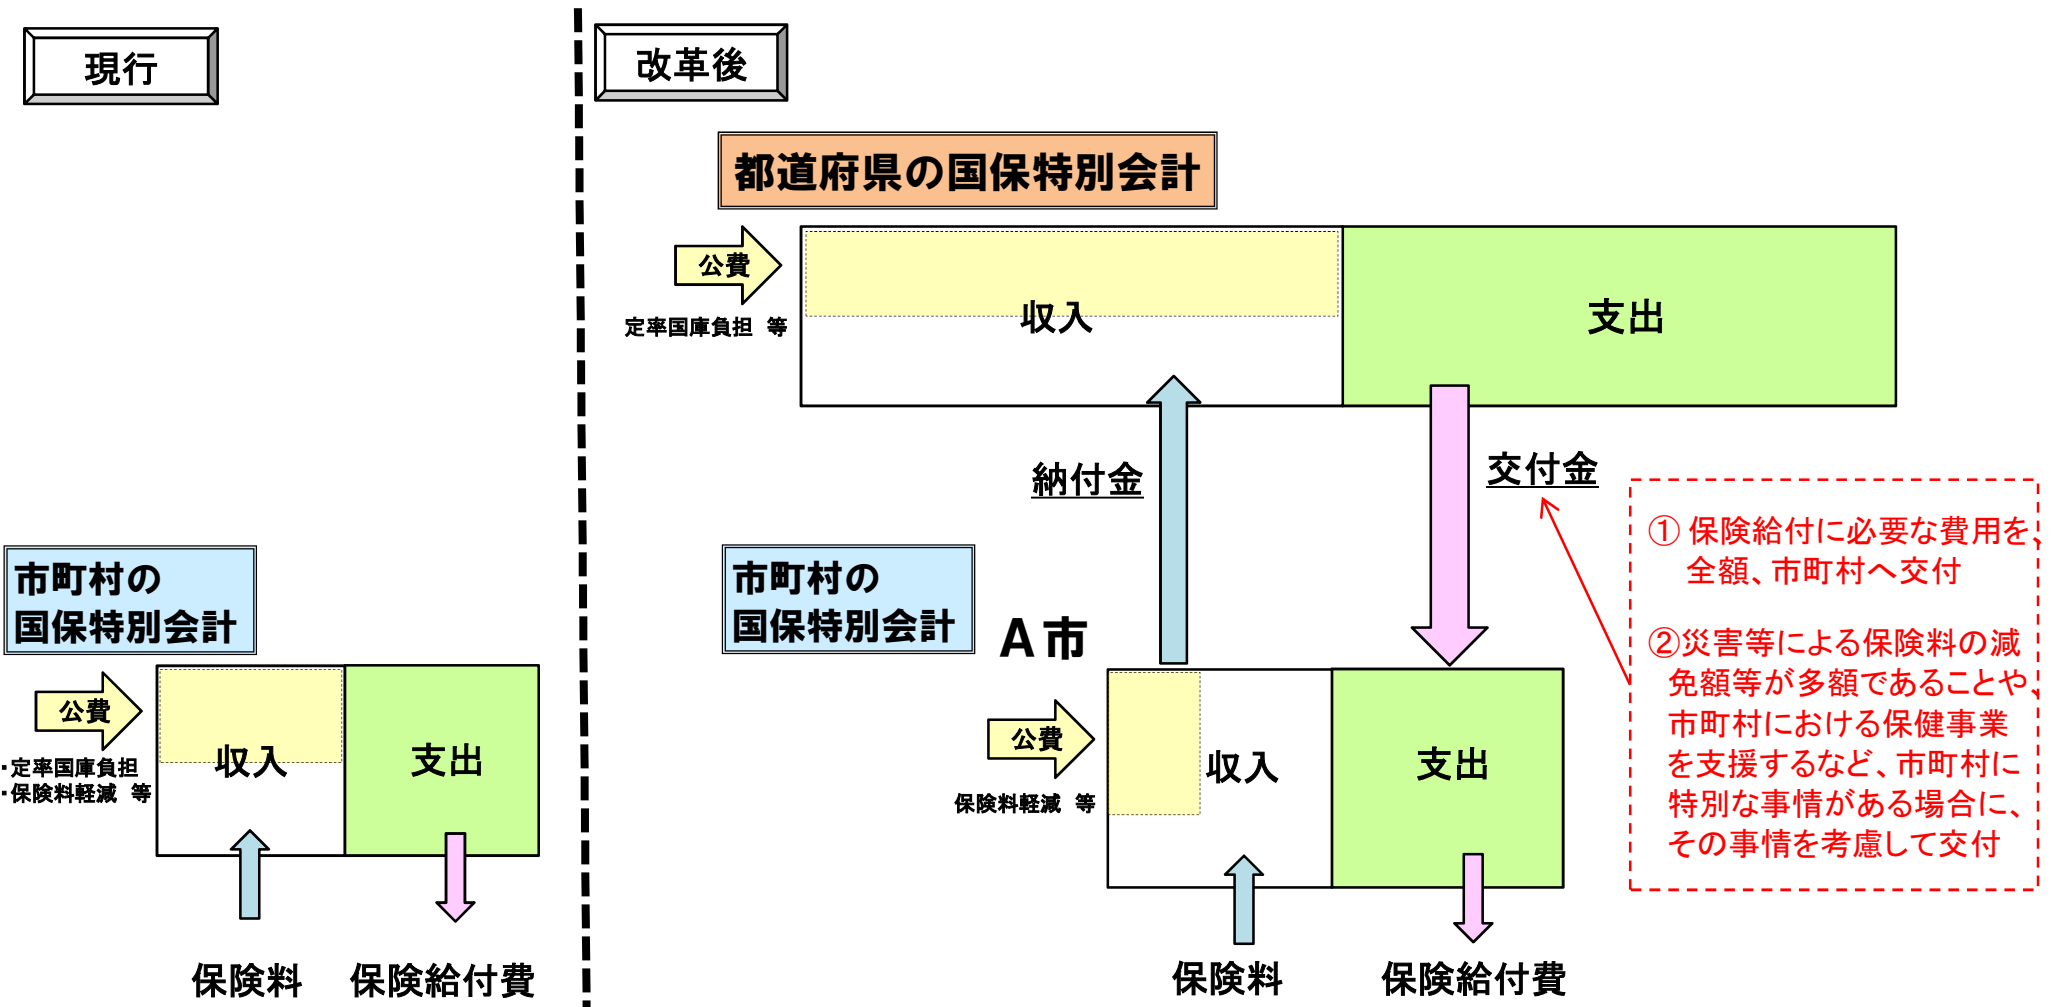 現行
市町村の
国保特別会計
公費
・定率国庫負担
・保険料軽減 等
収入
支出
保険料
保険給付費
改革後
都道府県の国保特別会計
公費
定率国庫負担 等
収入
支出
納付金
交付金
市町村の
国保特別会計
A市
公費
保険料軽減 等
収入
支出
保険料
保険給付費
① 保険給付に必要な費用を、
全額、市町村へ交付
②災害等による保険料の減
免額等が多額であることや、
市町村における保健事業
を支援するなど、市町村に
特別な事情がある場合に、
その事情を考慮して交付